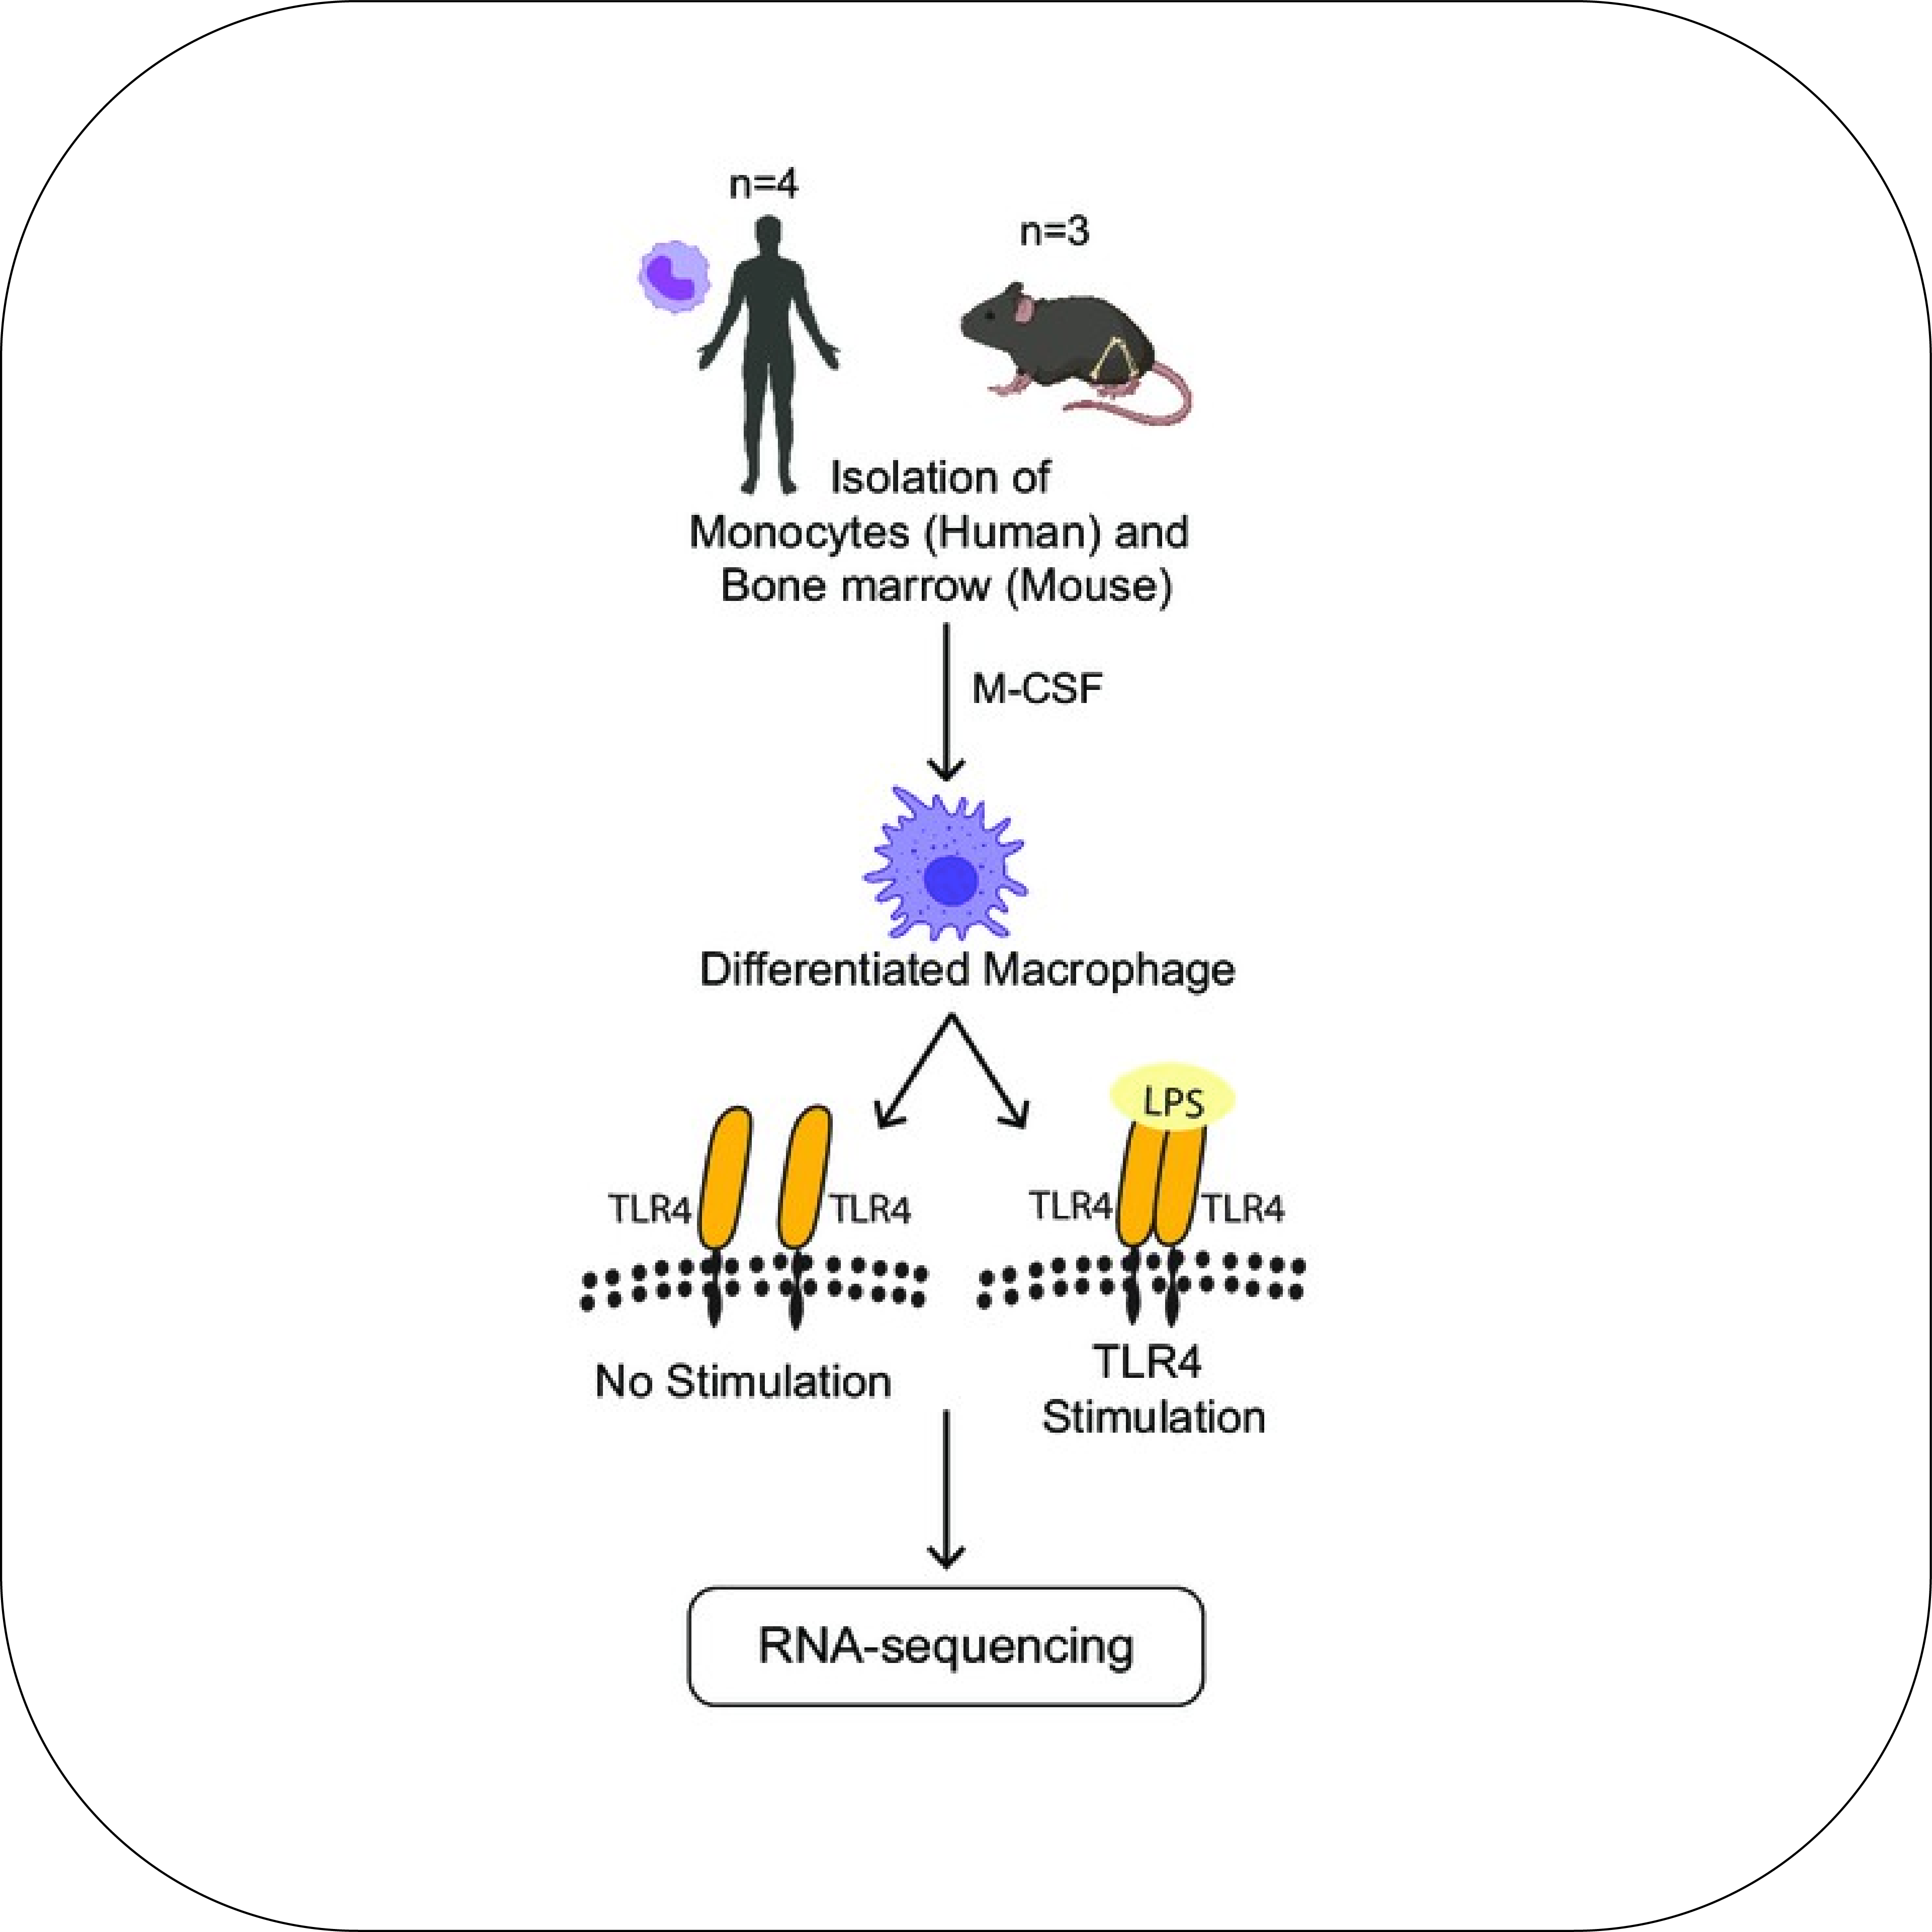 n=4
n=3
Isolation of
Monocytes (Human) and
Bone marrow (Mouse)
M-CSF
Differentiated Macrophage
LPS
TLR4
TLR4
TLR4
TLR4
No Stimulation
TLR4
Stimulation
RNA-sequencing